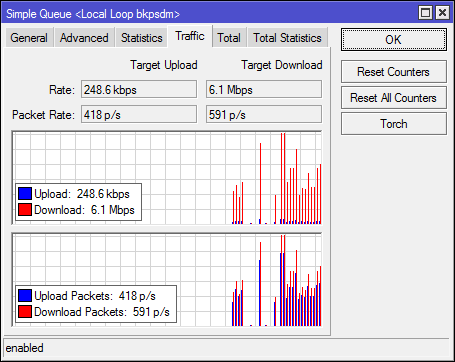 Simple Queue <Local Loop bkpsdm>
General Advanced Statistics Traffic Total Total Statistics
Target Upload Target Download
Rate: 248.6 kbps 6.1 Mbps
Packet Rate: 418 p/s 591 p/s
Upload: 248.6 kbps
Download: 6.1 Mbps
Upload Packets: 418 p/s
Download Packets: 591 p/s
OK
Reset Counters
Reset All Counters
Torch
enabled